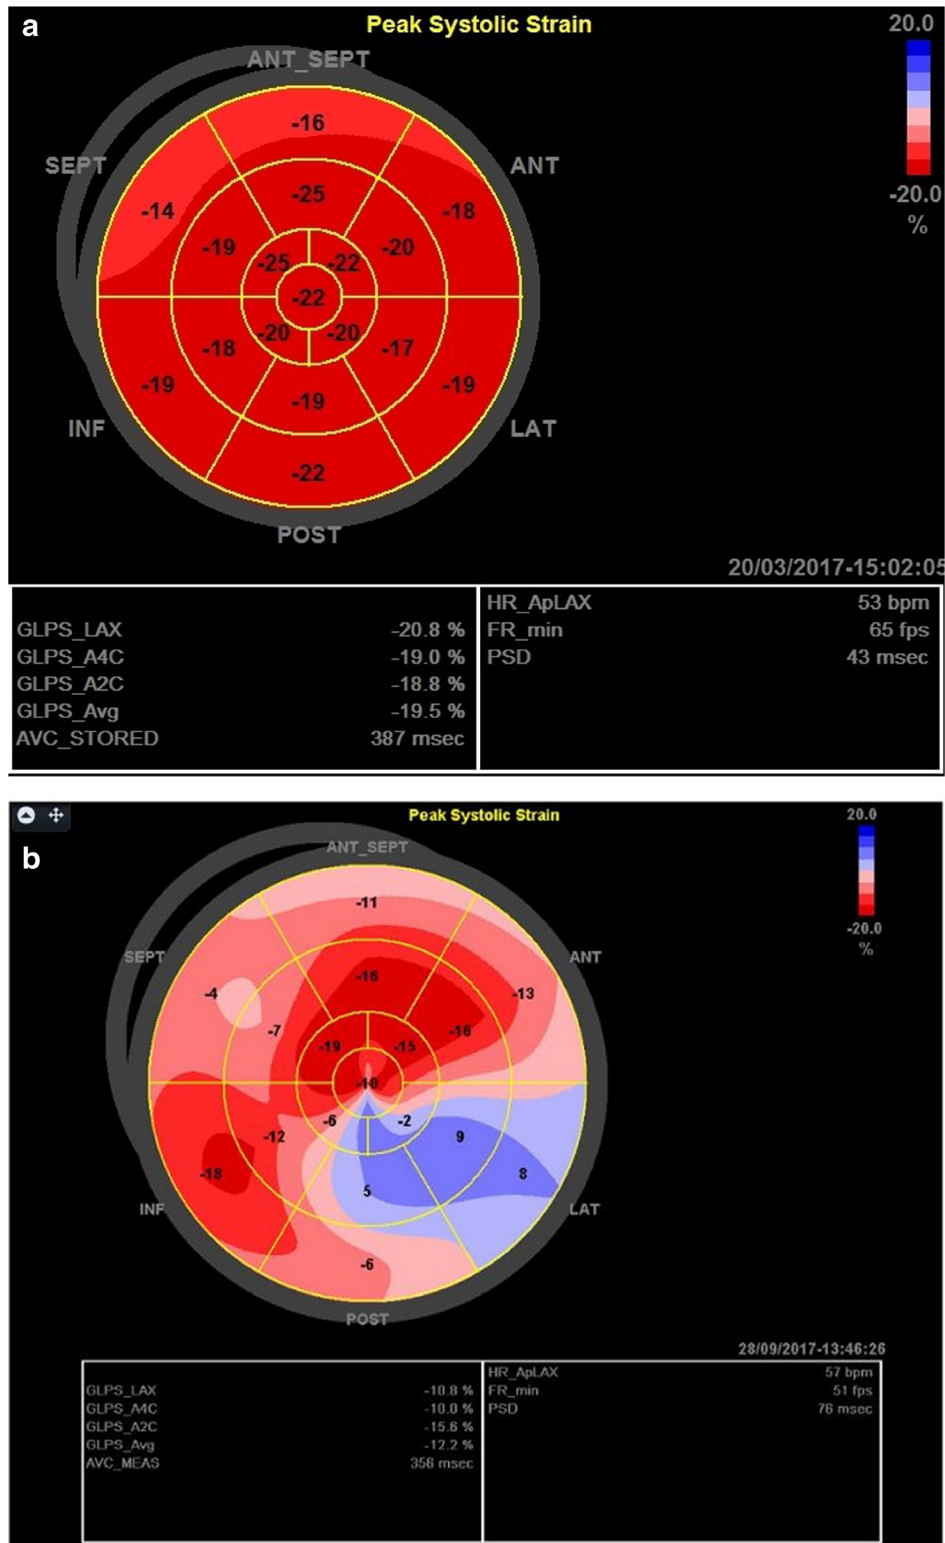 a
Peak Systolic Strain
20.0
ANT_SEPT
-16
SEPT
ANT
-20.0
%
-25
-14
-18
-19
-20
-25
-22
-22
-20
-20
-18
-17
-19
-19
-19
INF
LAT
-22
POST
20/03/2017-15:02:05
HR_ApLAX 53 bpm
GLPS_LAX -20.8 %
FR_min 65 fps
GLPS_A4C -19.0 %
PSD 43 msec
GLPS_A2C -18.8 %
GLPS_Avg -19.5 %
AVC_STORED 387 msec
b
Peak Systolic Strain
20.0
ANT_SEPT
-11
-20.0
%
SEPT
ANT
-16
-4
-13
-7
-16
-19
-15
-10
-6
-2
-12
9
-18
8
5
INF
LAT
-6
POST
28/09/2017-13:46:26
HR_ApLAX 57 bpm
GLPS_LAX -10.8 %
FR_min 51 fps
GLPS_A4C -10.0 %
PSD 76 msec
GLPS_A2C -15.6 %
GLPS_Avg -12.2 %
AVC_MEAS 356 msec